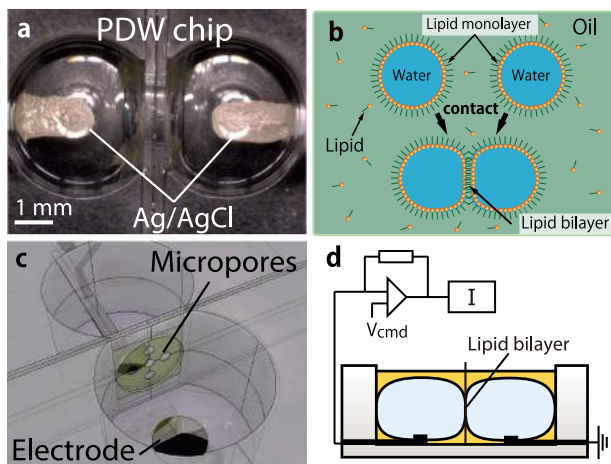 a
PDW chip
1 mm
Ag/AgCl
b
Lipid monolayer
Oil
Water
Water
contact
Lipid
Lipid bilayer
c
Micropores
Electrode
d
I
Vcmd
Lipid bilayer